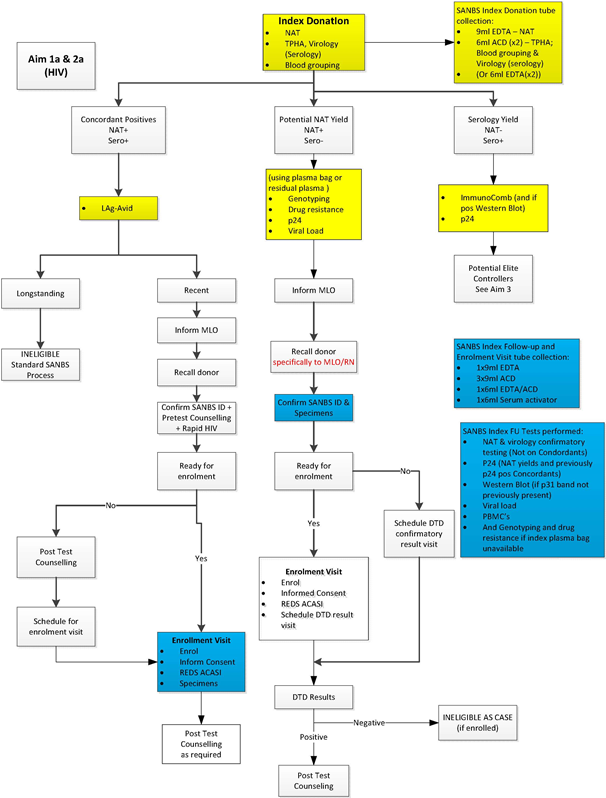 Aim 1a & 2a
(HIV)
Index Donation
NAT
TPHA, Virology
(Serology)
Blood grouping
SANBS Index Donation tube
collection:
9ml EDTA – NAT
6ml ACD (x2) – TPHA;
Blood grouping &
Virology (serology)
(Or 6ml EDTA(x2))
Concordant Positives
NAT+
Sero+
Potential NAT Yield
NAT+
Sero-
Serology Yield
NAT-
Sero+
LAg-Avid
(using plasma bag or
residual plasma )
Genotyping
Drug resistance
p24
Viral Load
ImmunoComb (and if
pos Western Blot)
p24
Longstanding
Recent
Inform MLO
Potential Elite
Controllers
See Aim 3
INELIGIBLE
Standard SANBS
Process
Inform MLO
Recall donor
Recall donor
specifically to MLO/RN
SANBS Index Follow-up and
Enrolment Visit tube collection:
1x9ml EDTA
3x9ml ACD
1x6ml EDTA/ACD
1x6ml Serum activator
Confirm SANBS ID +
Pretest Counselling
+ Rapid HIV
Confirm SANBS ID &
Specimens
SANBS Index FU Tests performed:
NAT & virology confirmatory
testing (Not on Condordants)
P24 (NAT yields and previously
p24 pos Concordants)
Western Blot (if p31 band not
previously present)
Viral load
PBMC's
And Genotyping and drug
resistance if index plasma bag
unavailable
Ready for
enrolment
Ready for
enrolment
No
No
Yes
Yes
Schedule DTD
confirmatory
result visit
Post Test
Counselling
Enrolment Visit
Enrol
Informed Consent
REDS ACASI
Schedule DTD result
visit
Schedule for
enrolment visit
Enrollment Visit
Enrol
Inform Consent
REDS ACASI
Specimens
DTD Results
Negative
INELIGIBLE AS CASE
(if enrolled)
Positive
Post Test
Counselling
as required
Post Test
Counseling